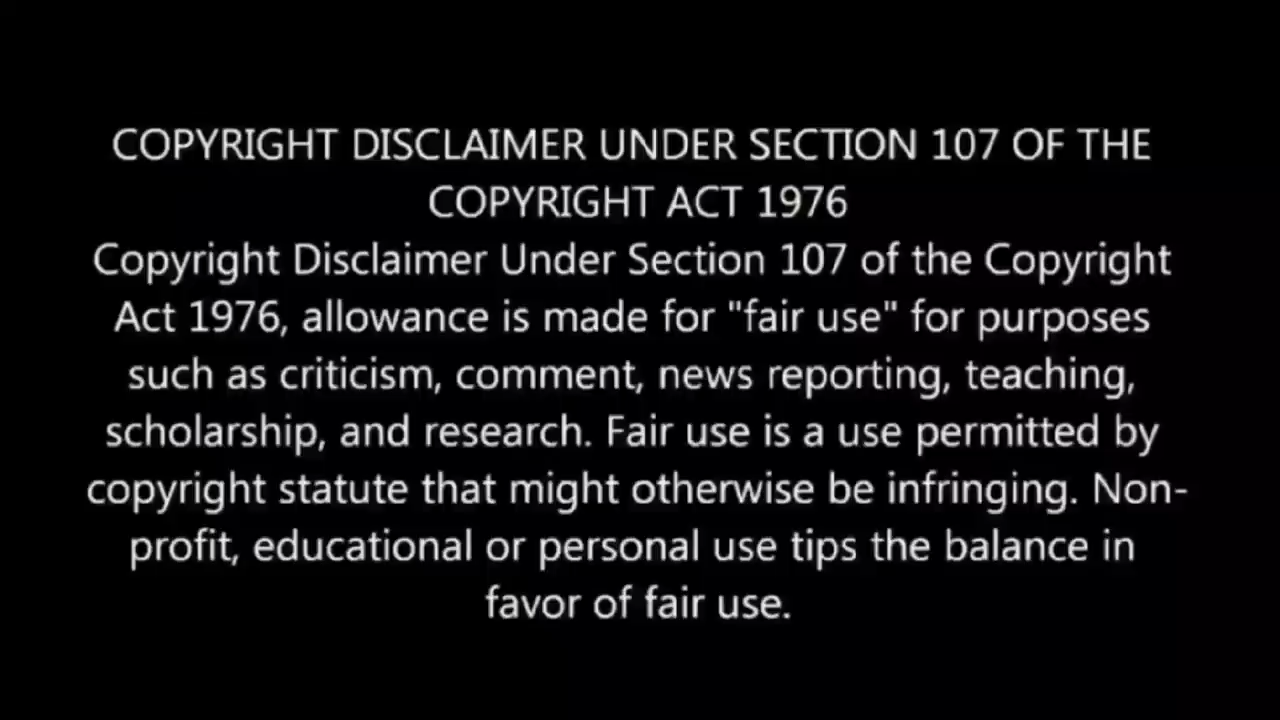 COPYRIGHT DISCLAIMER UNDER SECTION 107 OF THE
COPYRIGHT ACT 1976
Copyright Disclaimer Under Section 107 of the Copyright
Act 1976, allowance is made for "fair use" for purposes
such as criticism, comment, news reporting, teaching,
scholarship, and research. Fair use is a use permitted by
copyright statute that might otherwise be infringing. Non-
profit, educational or personal use tips the balance in
favor of fair use.